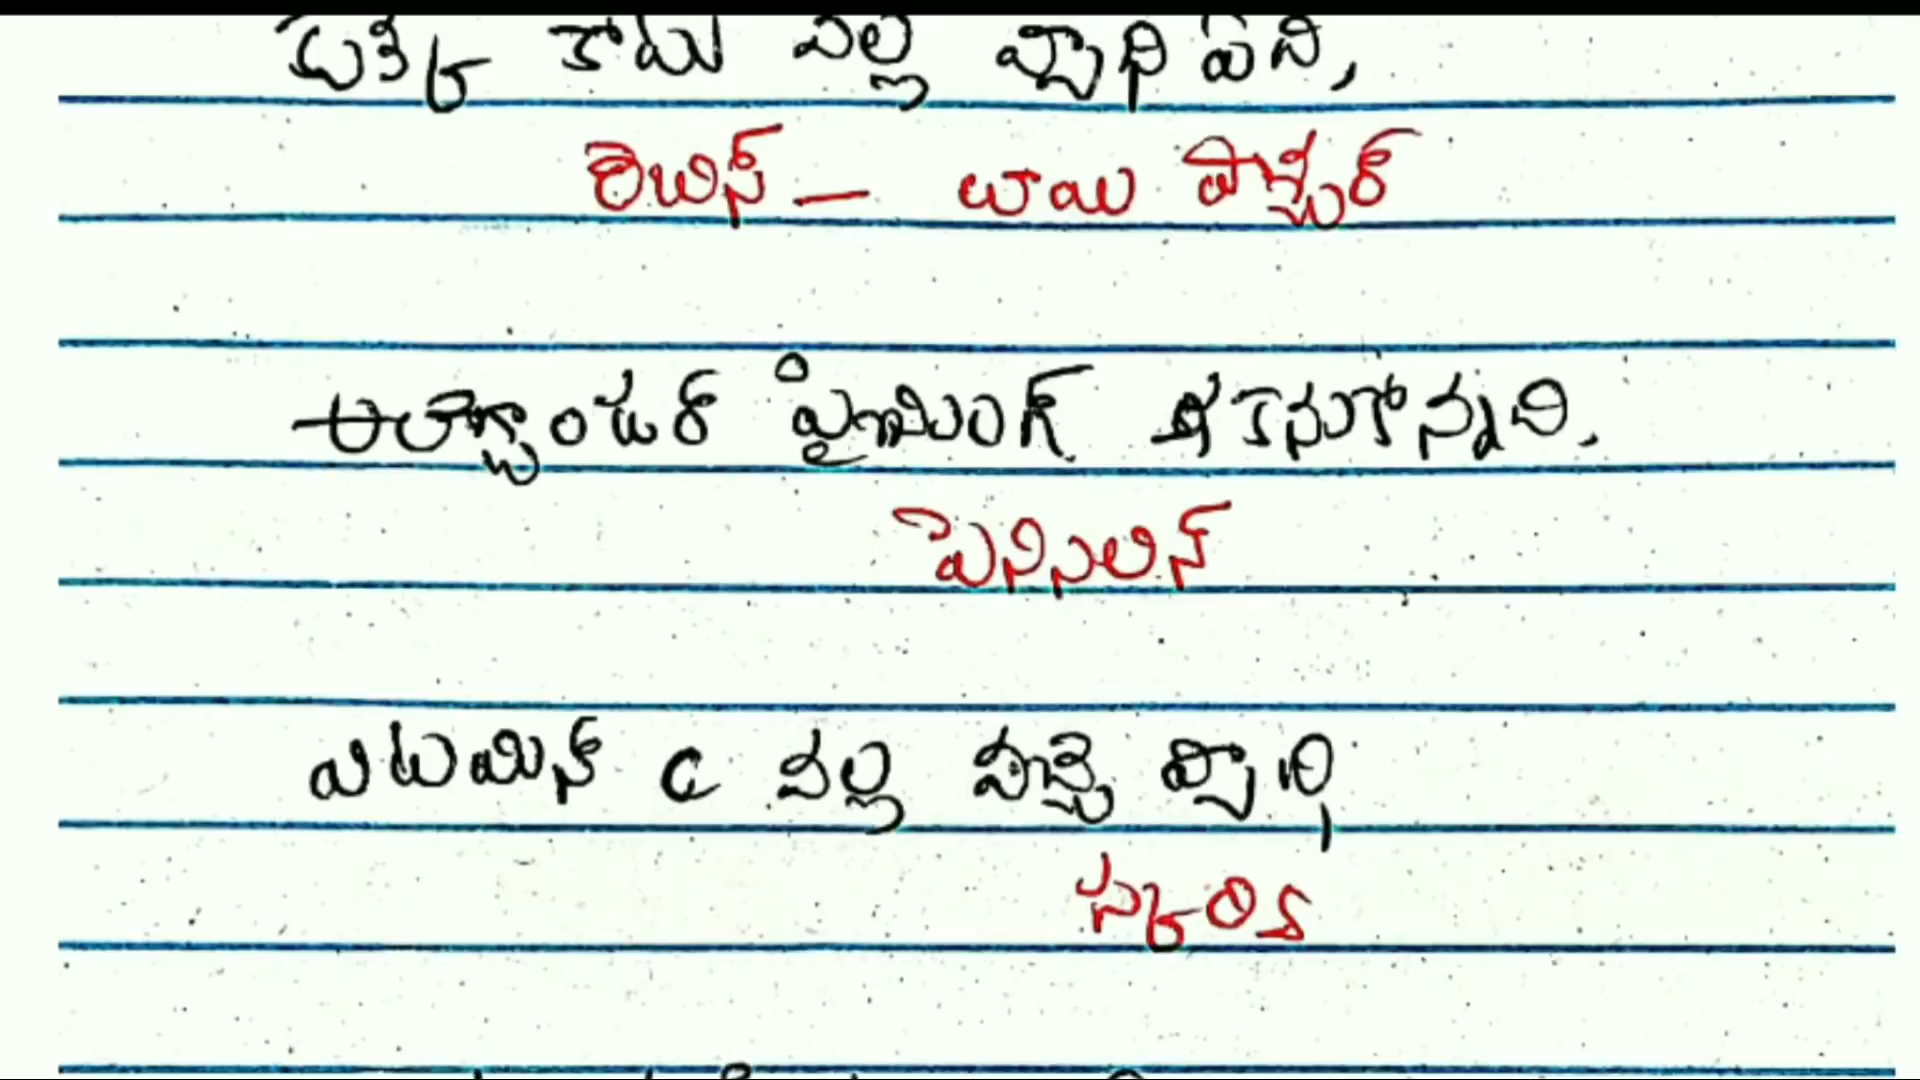 కుక్క కాటు వల్ల వ్యాధి ఏది,
రెబిస్ - లూయి పాశ్చర్
అలెగ్జాండర్ ప్లెమింగ్ కనుకొన్నది.
పెనిసిలిన్
విటమిన్ C వల్ల వచ్చె వ్యాధి
స్కర్వి